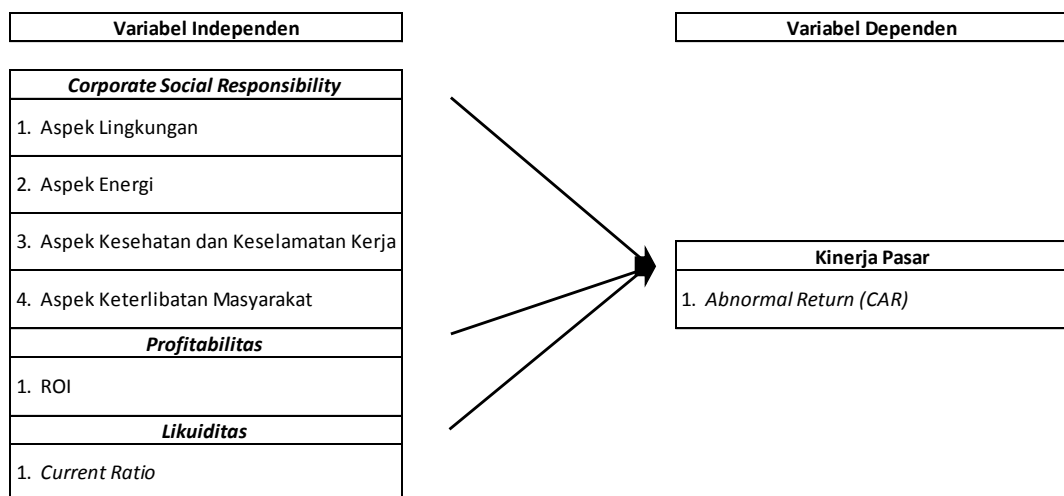 Variabel Independen
Variabel Dependen
Corporate Social Responsibility
1. Aspek Lingkungan
2. Aspek Energi
3. Aspek Kesehatan dan Keselamatan Kerja
4. Aspek Keterlibatan Masyarakat
Profitabilitas
1. ROI
Likuiditas
1. Current Ratio
Kinerja Pasar
1. Abnormal Return (CAR)